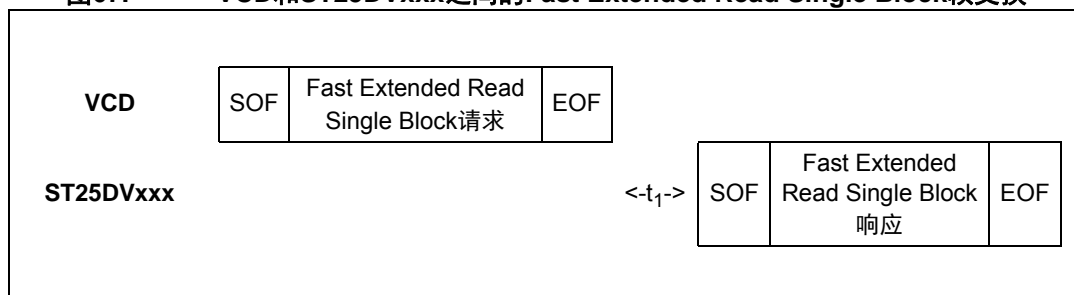 VCD
SOF
Fast Extended Read
Single Block请求
EOF
ST25DVxxx
<-t1->
SOF
Fast Extended
Read Single Block
响应
EOF